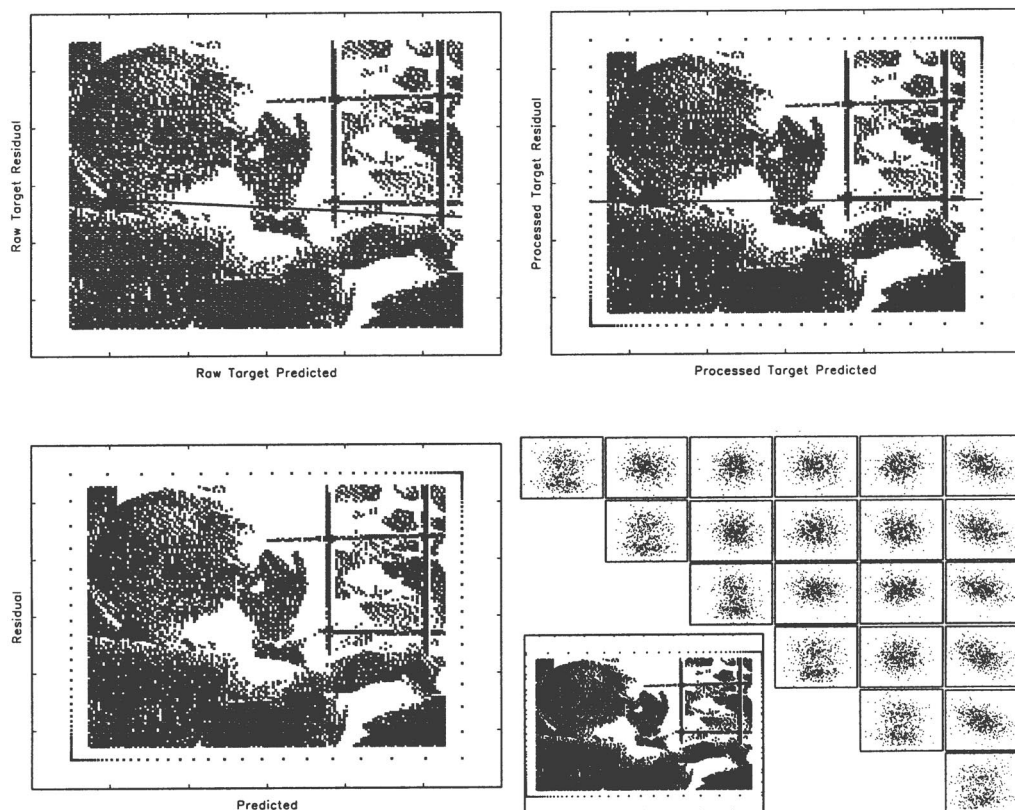 Raw Target Residual
Raw Target Predicted
Processed Target Residual
Processed Target Predicted
Residual
Predicted